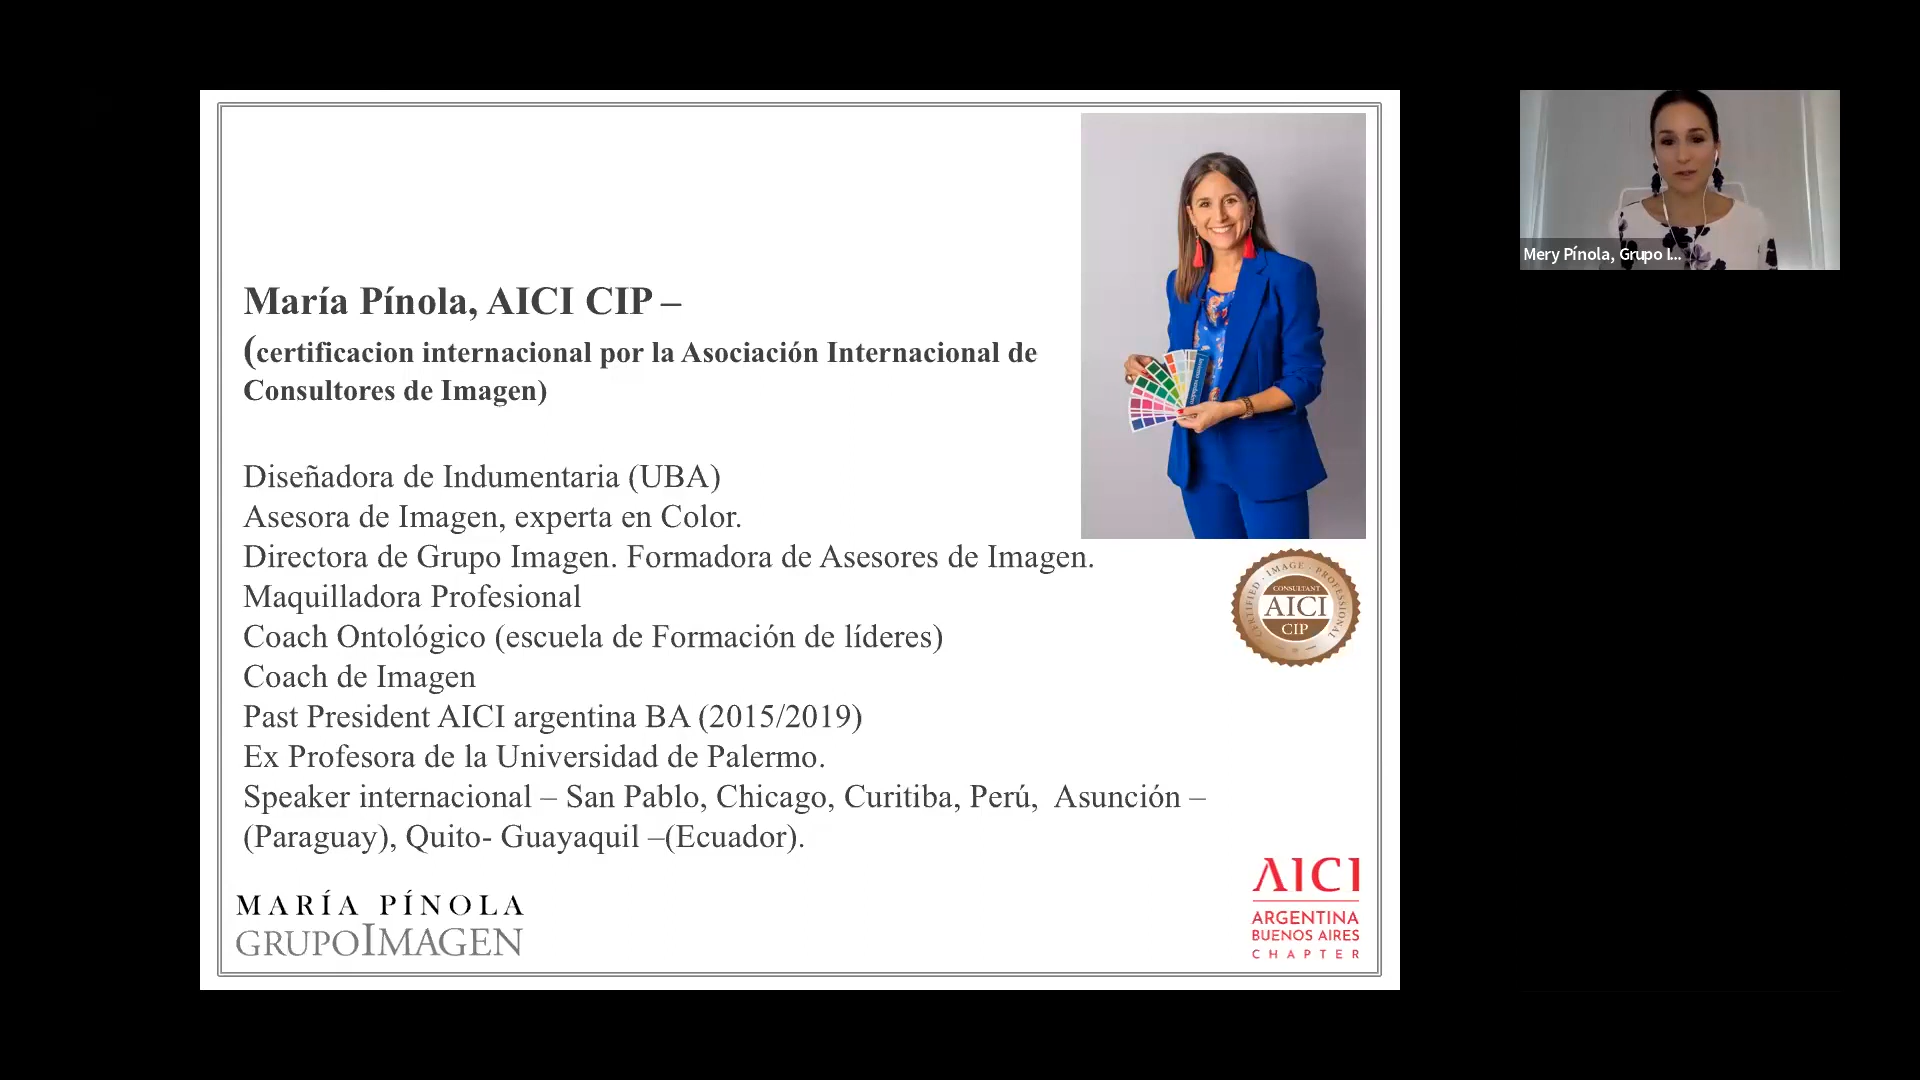 María Pínola, AICI CIP –
(certificacion internacional por la Asociación Internacional de
Consultores de Imagen)
Diseñadora de Indumentaria (UBA)
Asesora de Imagen, experta en Color.
Directora de Grupo Imagen. Formadora de Asesores de Imagen.
Maquilladora Profesional
Coach Ontológico (escuela de Formación de líderes)
Coach de Imagen
Past President AICI argentina BA (2015/2019)
Ex Profesora de la Universidad de Palermo.
Speaker internacional – San Pablo, Chicago, Curitiba, Perú,  Asunción –
(Paraguay), Quito- Guayaquil –(Ecuador).
MARÍA PÍNOLA
GRUPOIMAGEN
CERTIFIED · IMAGE · PROFESSIONAL
CONSULTANT
AICI
CIP
AICI
ARGENTINA
BUENOS AIRES
CHAPTER
Mery Pínola, Grupo I...